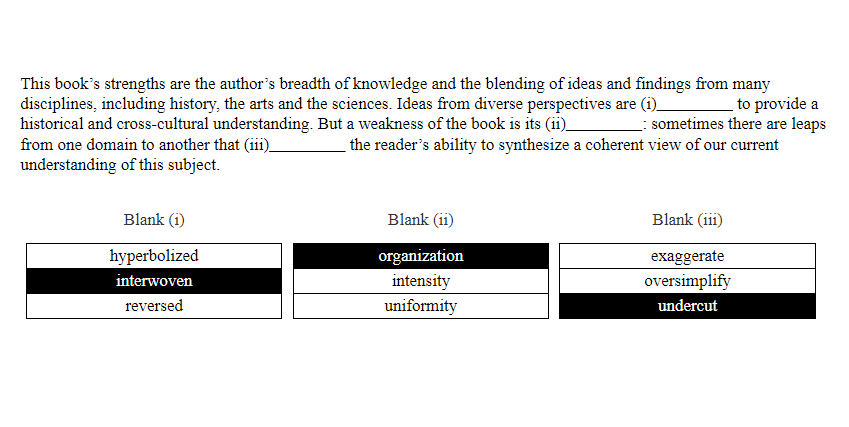 This book’s strengths are the author’s breadth of knowledge and the blending of ideas and findings from many
disciplines, including history, the arts and the sciences. Ideas from diverse perspectives are (i)__________ to provide a
historical and cross-cultural understanding. But a weakness of the book is its (ii)__________: sometimes there are leaps
from one domain to another that (iii)__________ the reader’s ability to synthesize a coherent view of our current
understanding of this subject.
Blank (i) Blank (ii) Blank (iii)
hyperbolized organization exaggerate
interwoven intensity oversimplify
reversed uniformity undercut